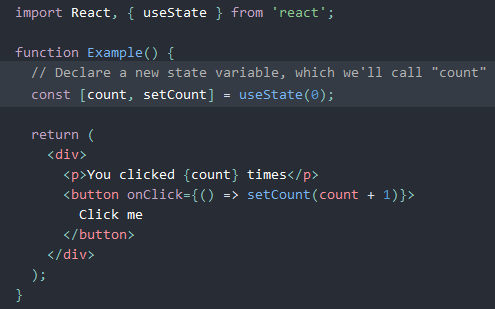 import React, { useState } from 'react';

function Example() {
  // Declare a new state variable, which we'll call "count"
  const [count, setCount] = useState(0);

  return (
    <div>
      <p>You clicked {count} times</p>
      <button onClick={() => setCount(count + 1)}>
        Click me
      </button>
    </div>
  );
}